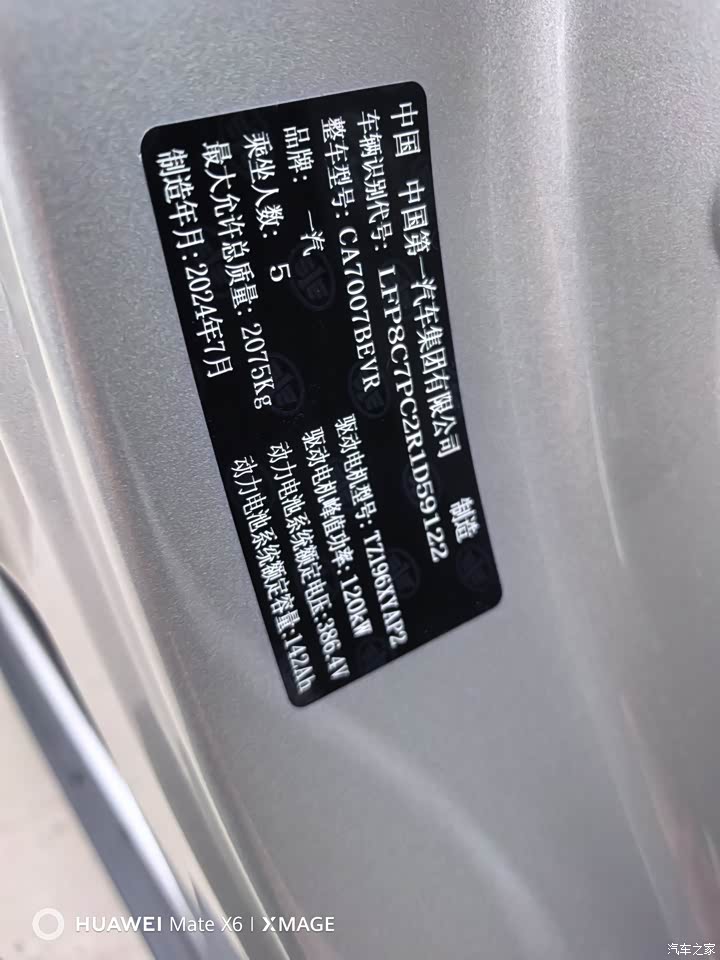 中国 中国第一汽车集团有限公司 制造
车辆识别代号: LFP8C7PC2R1D59122
整车型号: CA7007BEVR 驱动电机型号: TZ196XYAP2
品牌: 一汽 驱动电机峰值功率: 120kW
乘坐人数: 5 动力电池系统额定电压: 386.4V
最大允许总质量: 2075Kg 动力电池系统额定容量: 142Ah
制造年月: 2024年7月
HUAWEI Mate X6 | XMAGE
汽车之家